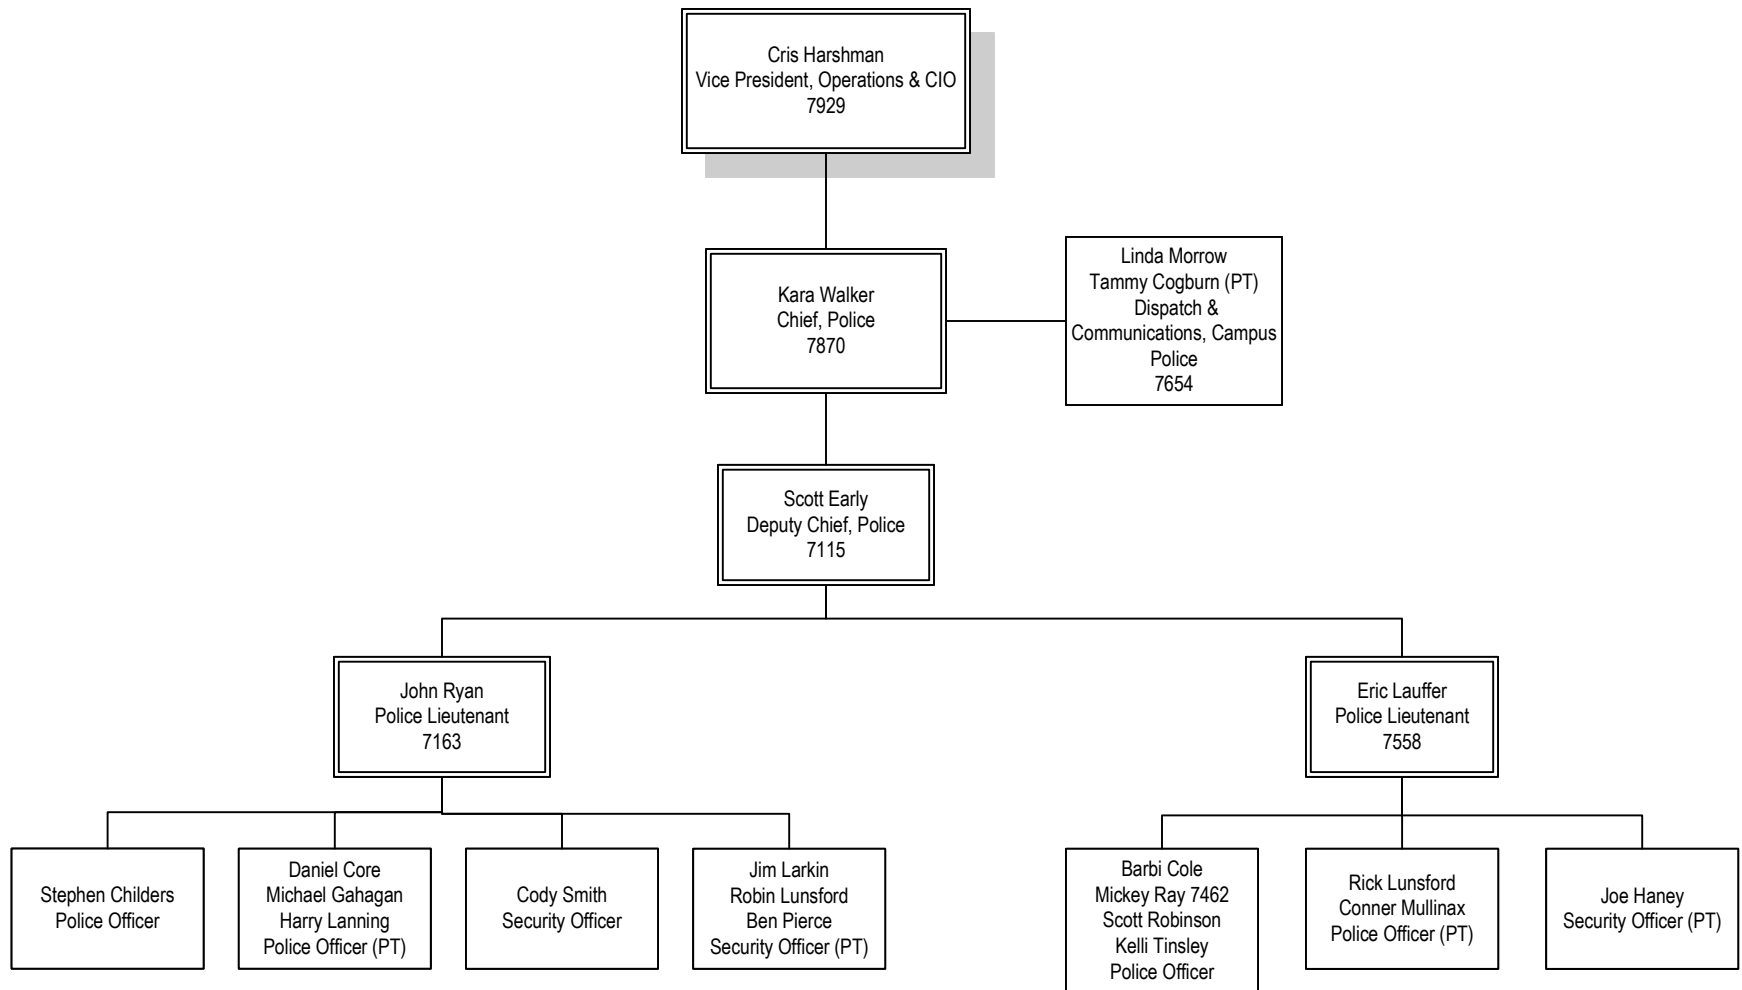 Cris Harshman
Vice President, Operations & CIO
7929
Kara Walker
Chief, Police
7870
Linda Morrow
Tammy Cogburn (PT)
Dispatch &
Communications, Campus
Police
7654
Scott Early
Deputy Chief, Police
7115
John Ryan
Police Lieutenant
7163
Eric Lauffer
Police Lieutenant
7558
Stephen Childers
Police Officer
Daniel Core
Michael Gahagan
Harry Lanning
Police Officer (PT)
Cody Smith
Security Officer
Jim Larkin
Robin Lunsford
Ben Pierce
Security Officer (PT)
Barbi Cole
Mickey Ray 7462
Scott Robinson
Kelli Tinsley
Police Officer
Rick Lunsford
Conner Mullinax
Police Officer (PT)
Joe Haney
Security Officer (PT)